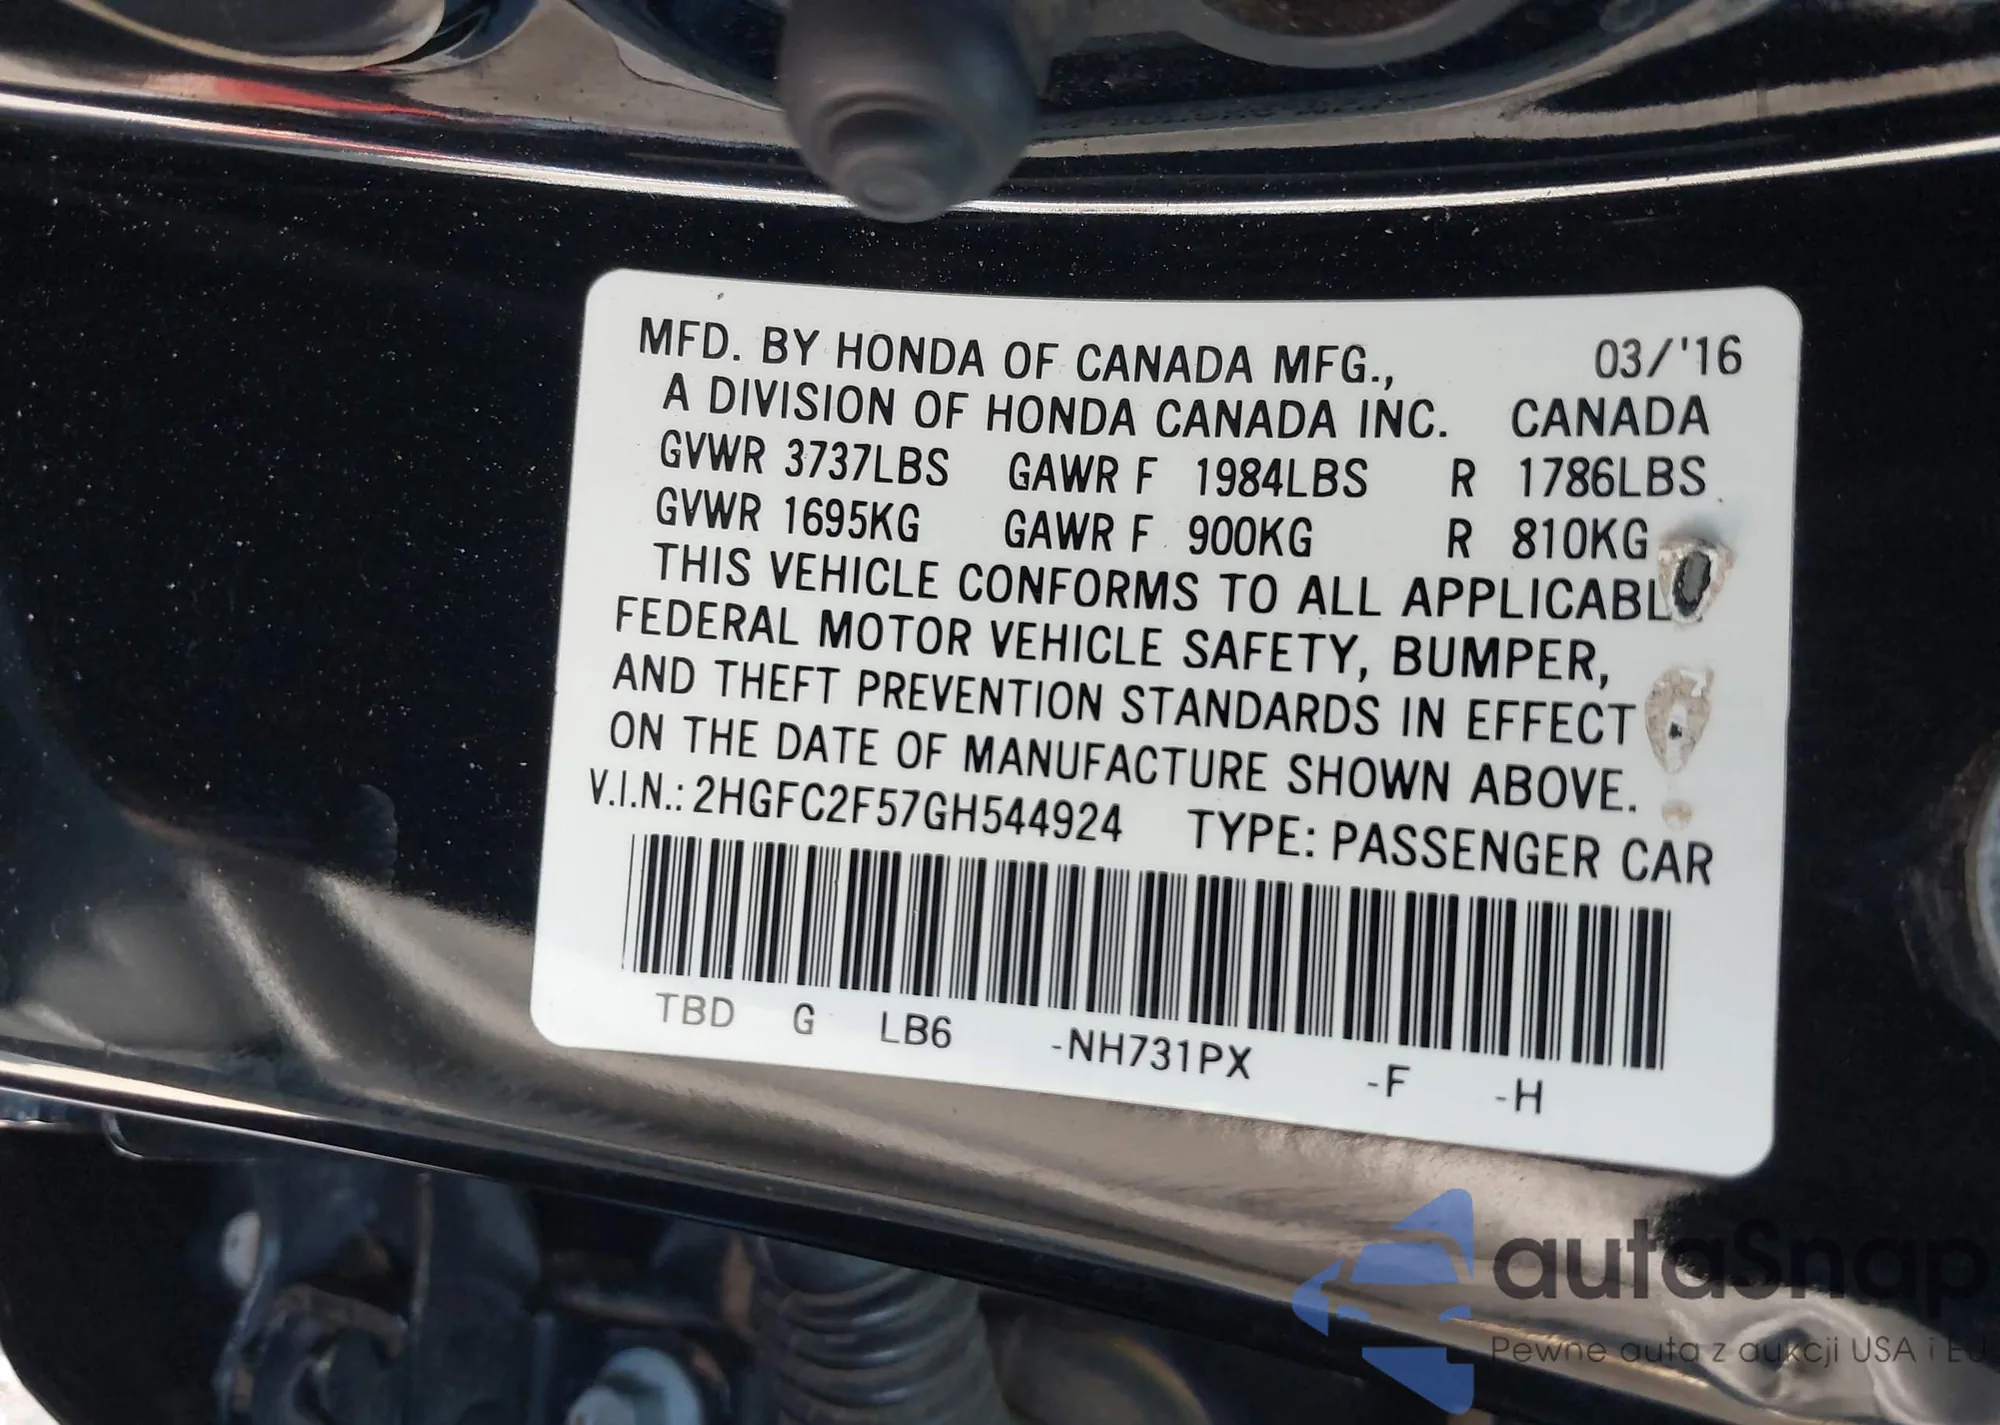 MFD. BY HONDA OF CANADA MFG., 03/'16
A DIVISION OF HONDA CANADA INC. CANADA
GVWR 3737LBS GAWR F 1984LBS R 1786LBS
GVWR 1695KG GAWR F 900KG R 810KG
THIS VEHICLE CONFORMS TO ALL APPLICABL
FEDERAL MOTOR VEHICLE SAFETY, BUMPER,
AND THEFT PREVENTION STANDARDS IN EFFECT
ON THE DATE OF MANUFACTURE SHOWN ABOVE.
V.I.N.: 2HGFC2F57GH544924 TYPE: PASSENGER CAR
TBD G LB6 -NH731PX -F -H
autaSnap
Pewne auta z aukcji USA i EU